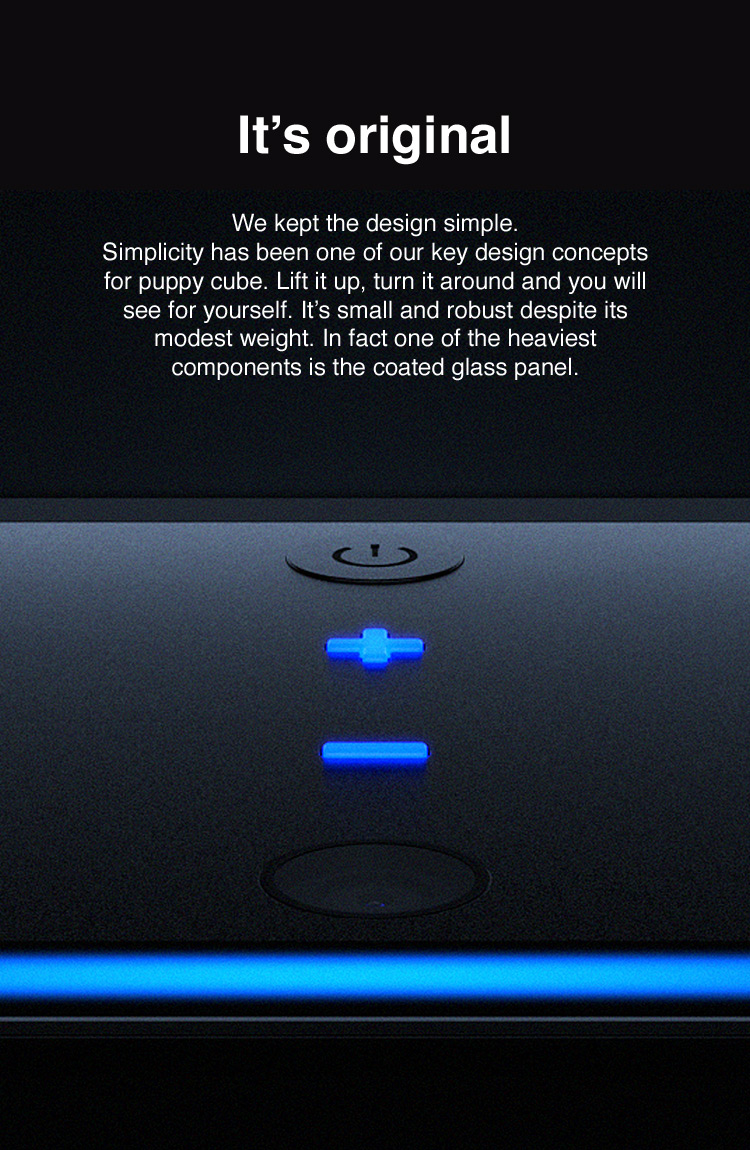 It’s original
We kept the design simple.
Simplicity has been one of our key design concepts
for puppy cube. Lift it up, turn it around and you will
see for yourself. It’s small and robust despite its
modest weight. In fact one of the heaviest
components is the coated glass panel.